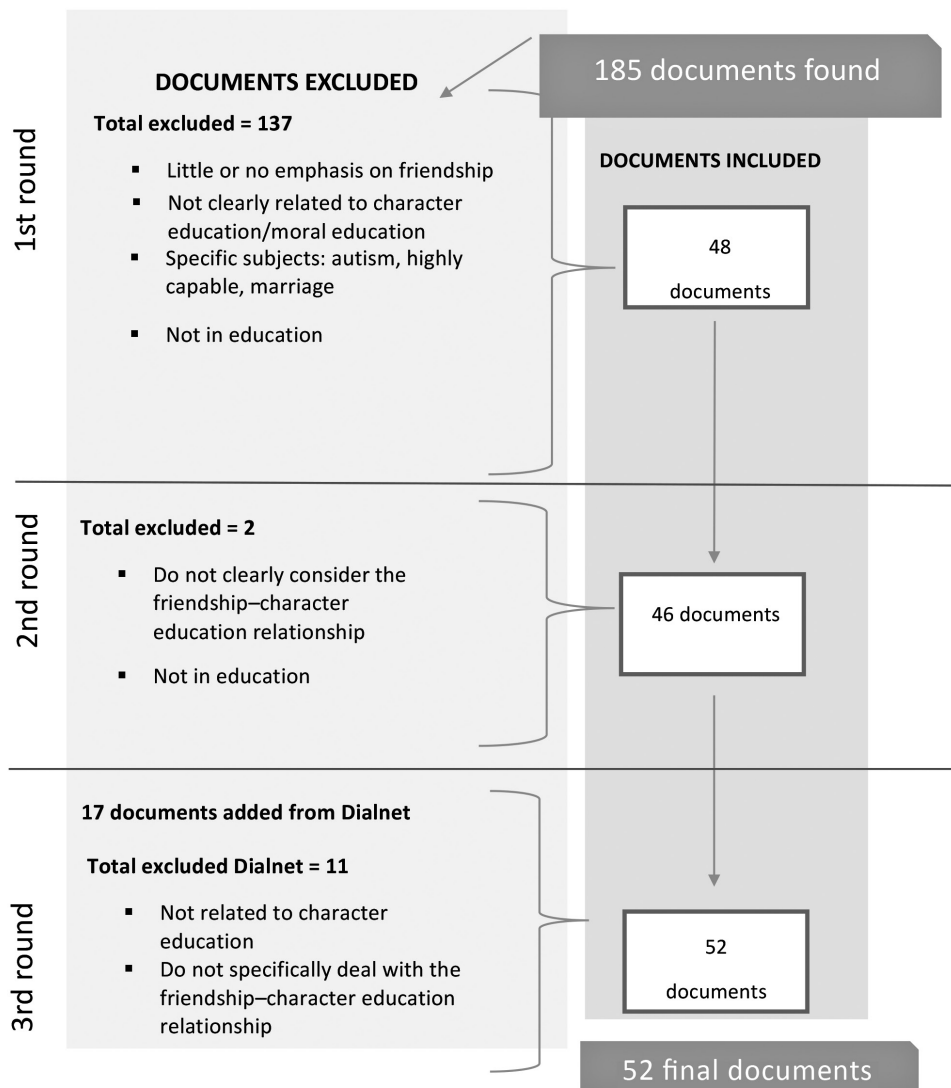 185 documents found
1st round
DOCUMENTS EXCLUDED
Total excluded = 137
▪ Little or no emphasis on friendship
▪ Not clearly related to character
education/moral education
▪ Specific subjects: autism, highly
capable, marriage
▪ Not in education
DOCUMENTS INCLUDED
48
documents
2nd round
Total excluded = 2
▪ Do not clearly consider the
friendship–character
education relationship
▪ Not in education
46 documents
3rd round
17 documents added from Dialnet
Total excluded Dialnet = 11
▪ Not related to character
education
▪ Do not specifically deal with the
friendship–character education
relationship
52
documents
52 final documents